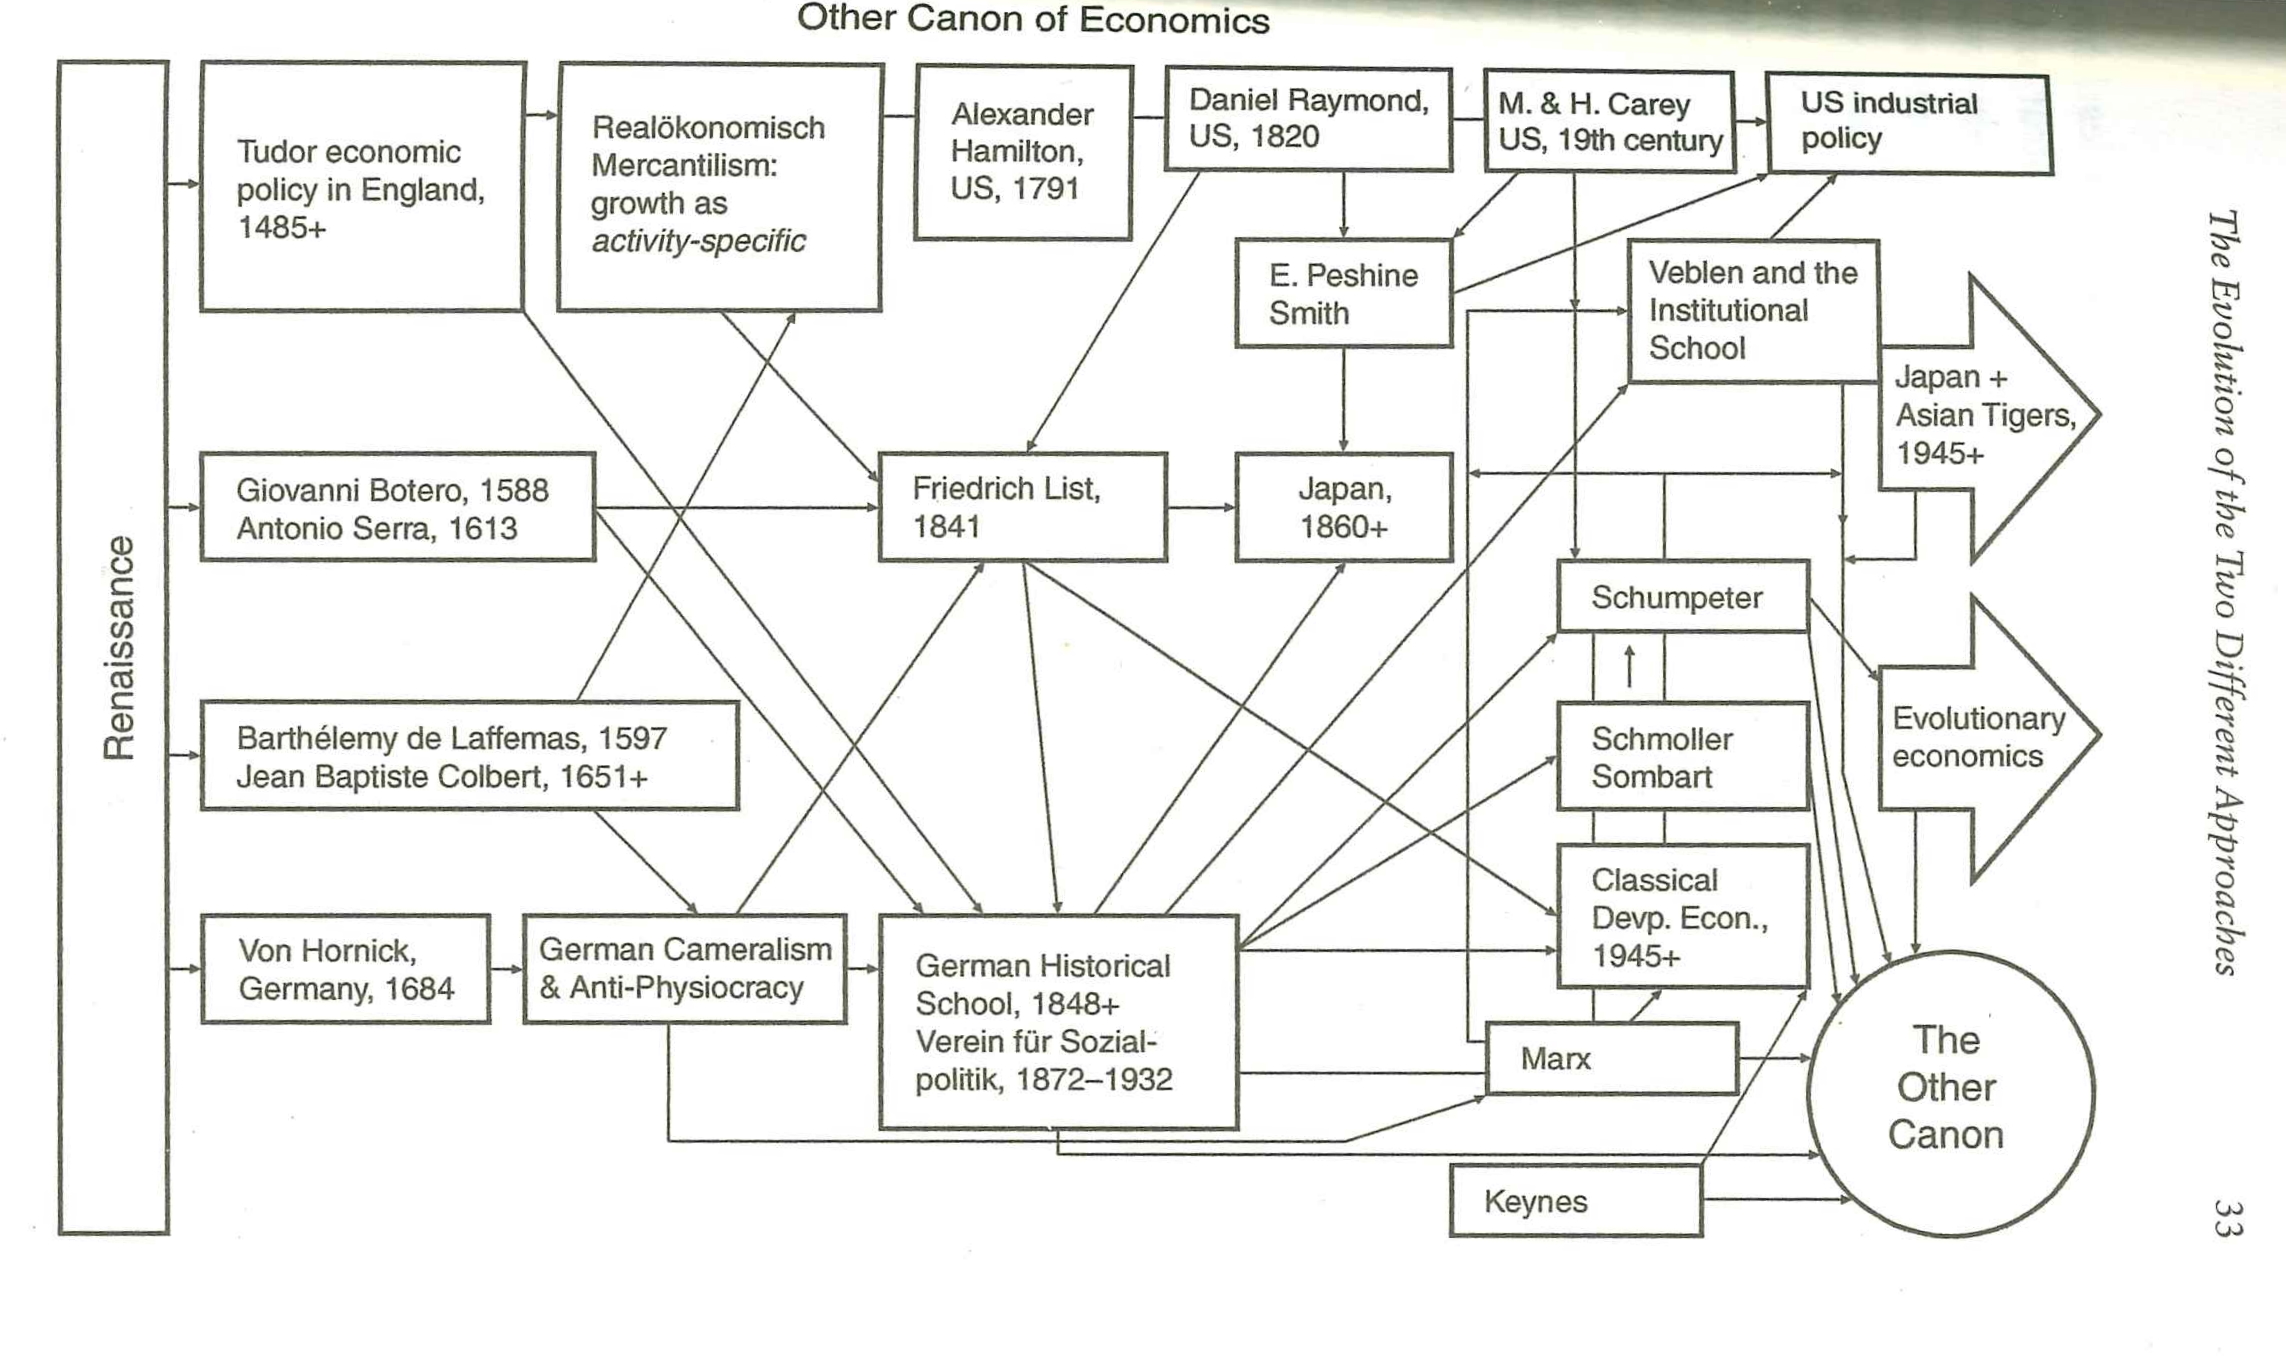 Other Canon of Economics
Renaissance
Tudor economic
policy in England,
1485+
Realökonomisch
Mercantilism:
growth as
activity-specific
Alexander
Hamilton,
US, 1791
Daniel Raymond,
US, 1820
M. & H. Carey
US, 19th century
US industrial
policy
E. Peshine
Smith
Veblen and the
Institutional
School
Japan +
Asian Tigers,
1945+
Giovanni Botero, 1588
Antonio Serra, 1613
Friedrich List,
1841
Japan,
1860+
Schumpeter
Barthélemy de Laffemas, 1597
Jean Baptiste Colbert, 1651+
Schmoller
Sombart
Evolutionary
economics
Von Hornick,
Germany, 1684
German Cameralism
& Anti-Physiocracy
German Historical
School, 1848+
Verein für Sozial-
politik, 1872–1932
Classical
Devp. Econ.,
1945+
Marx
Keynes
The
Other
Canon
The Evolution of the Two Different Approaches
33